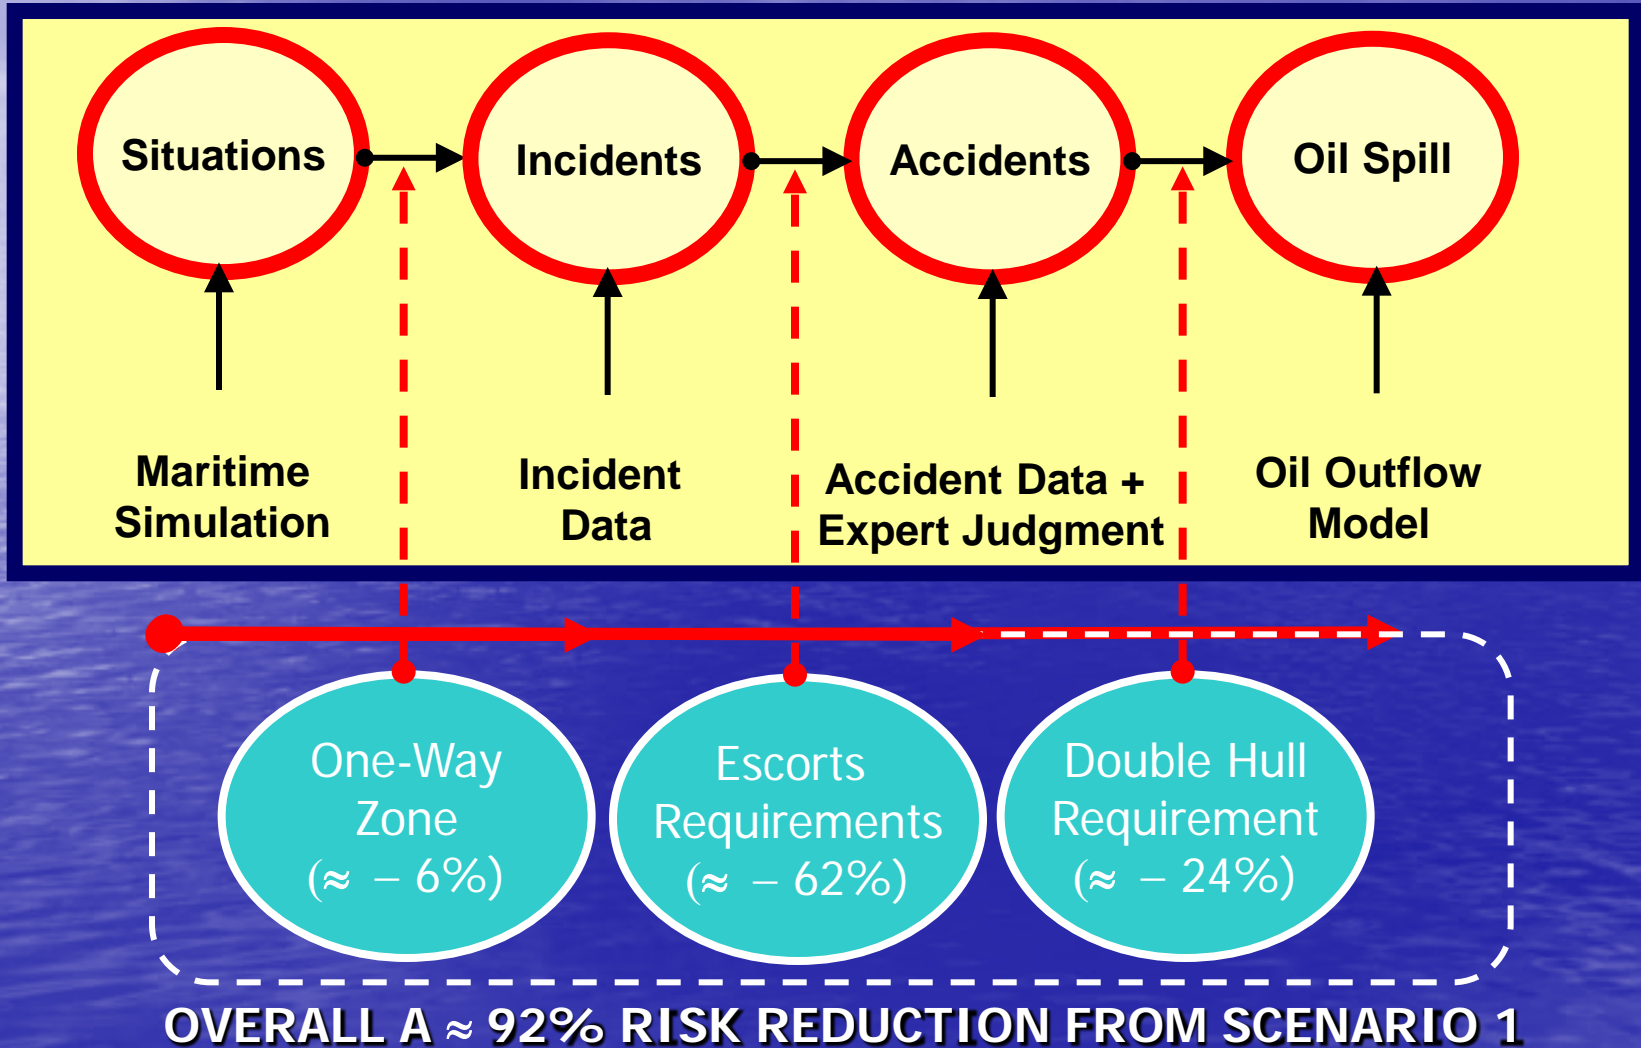 Situations
Incidents
Accidents
Oil Spill
Maritime
Simulation
Incident
Data
Accident Data +
Expert Judgment
Oil Outflow
Model
One-Way
Zone
(≈ – 6%)
Escorts
Requirements
(≈ – 62%)
Double Hull
Requirement
(≈ – 24%)
OVERALL A ≈ 92% RISK REDUCTION FROM SCENARIO 1